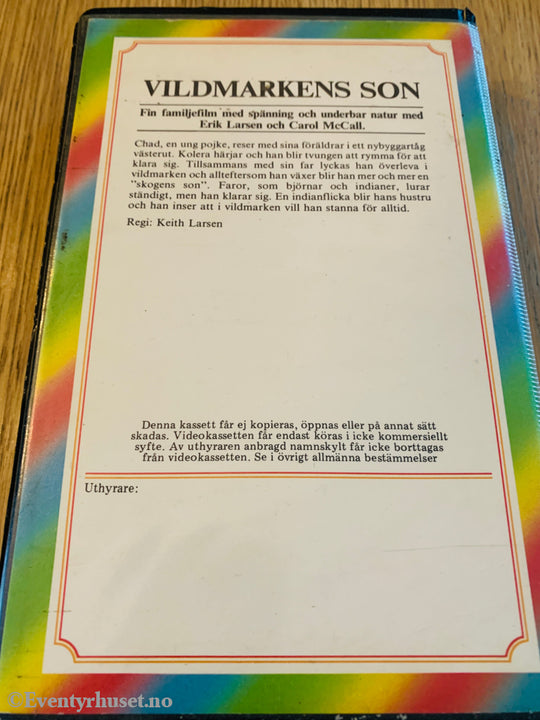 VILDMARKENS SON
Fin familjefilm med spänning och underbar natur med
Erik Larsen och Carol McCall.
Chad, en ung pojke, reser med sina föräldrar i ett nybyggartåg
västerut. Kolera härjar och han blir tvungen att rymma för att
klara sig. Tillsammans med sin far lyckas han överleva i
vildmarken och allteftersom han växer blir han mer och mer en
"skogens son". Faror, som björnar och indianer, lurar
ständigt, men han klarar sig. En indianflicka blir hans hustru
och han inser att i vildmarken vill han stanna för alltid.
Regi: Keith Larsen
Denna kassett får ej kopieras, öppnas eller på annat sätt
skadas. Videokassetten får endast köras i icke kommersiellt
syfte. Av uthyraren anbragd namnskylt får icke borttagas
från videokassetten. Se i övrigt allmänna bestämmelser
Uthyrare:
©Eventyrhuset.no